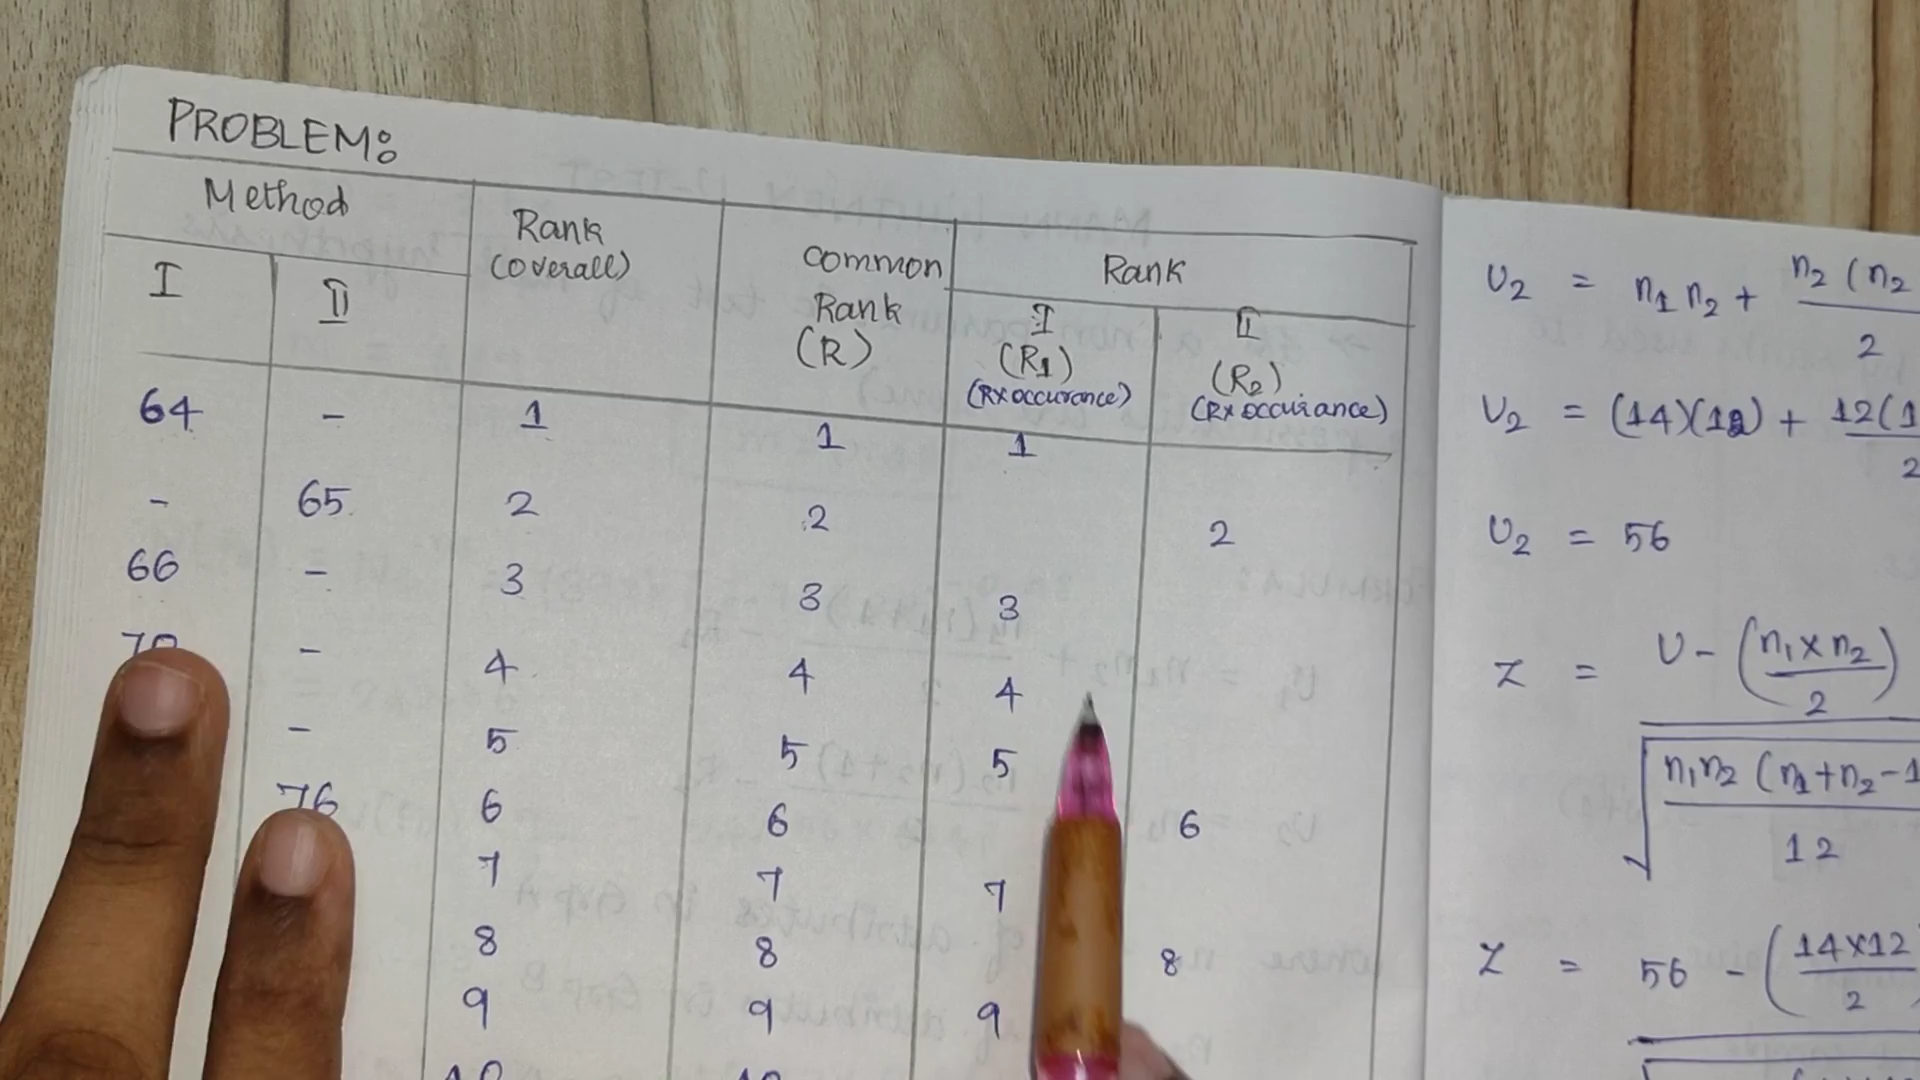 PROBLEM:
Method Rank (overall) common Rank (R) Rank
I II I (R1) (R×occurance) II (R2) (R×occurance)
64 - 1 1 1
- 65 2 2 2
66 - 3 3 3
70 - 4 4 4
- 5 5 5
76 6 6 6
7 7 7
8 8 8
9 9 9
10 10
U2 = n1 n2 + n2 (n2
2
U2 = (14)(12) + 12(1
2
U2 = 56
Z = U - (n1 × n2 / 2)
n1n2 (n1+n2-1
12
Z = 56 - (14×12
2